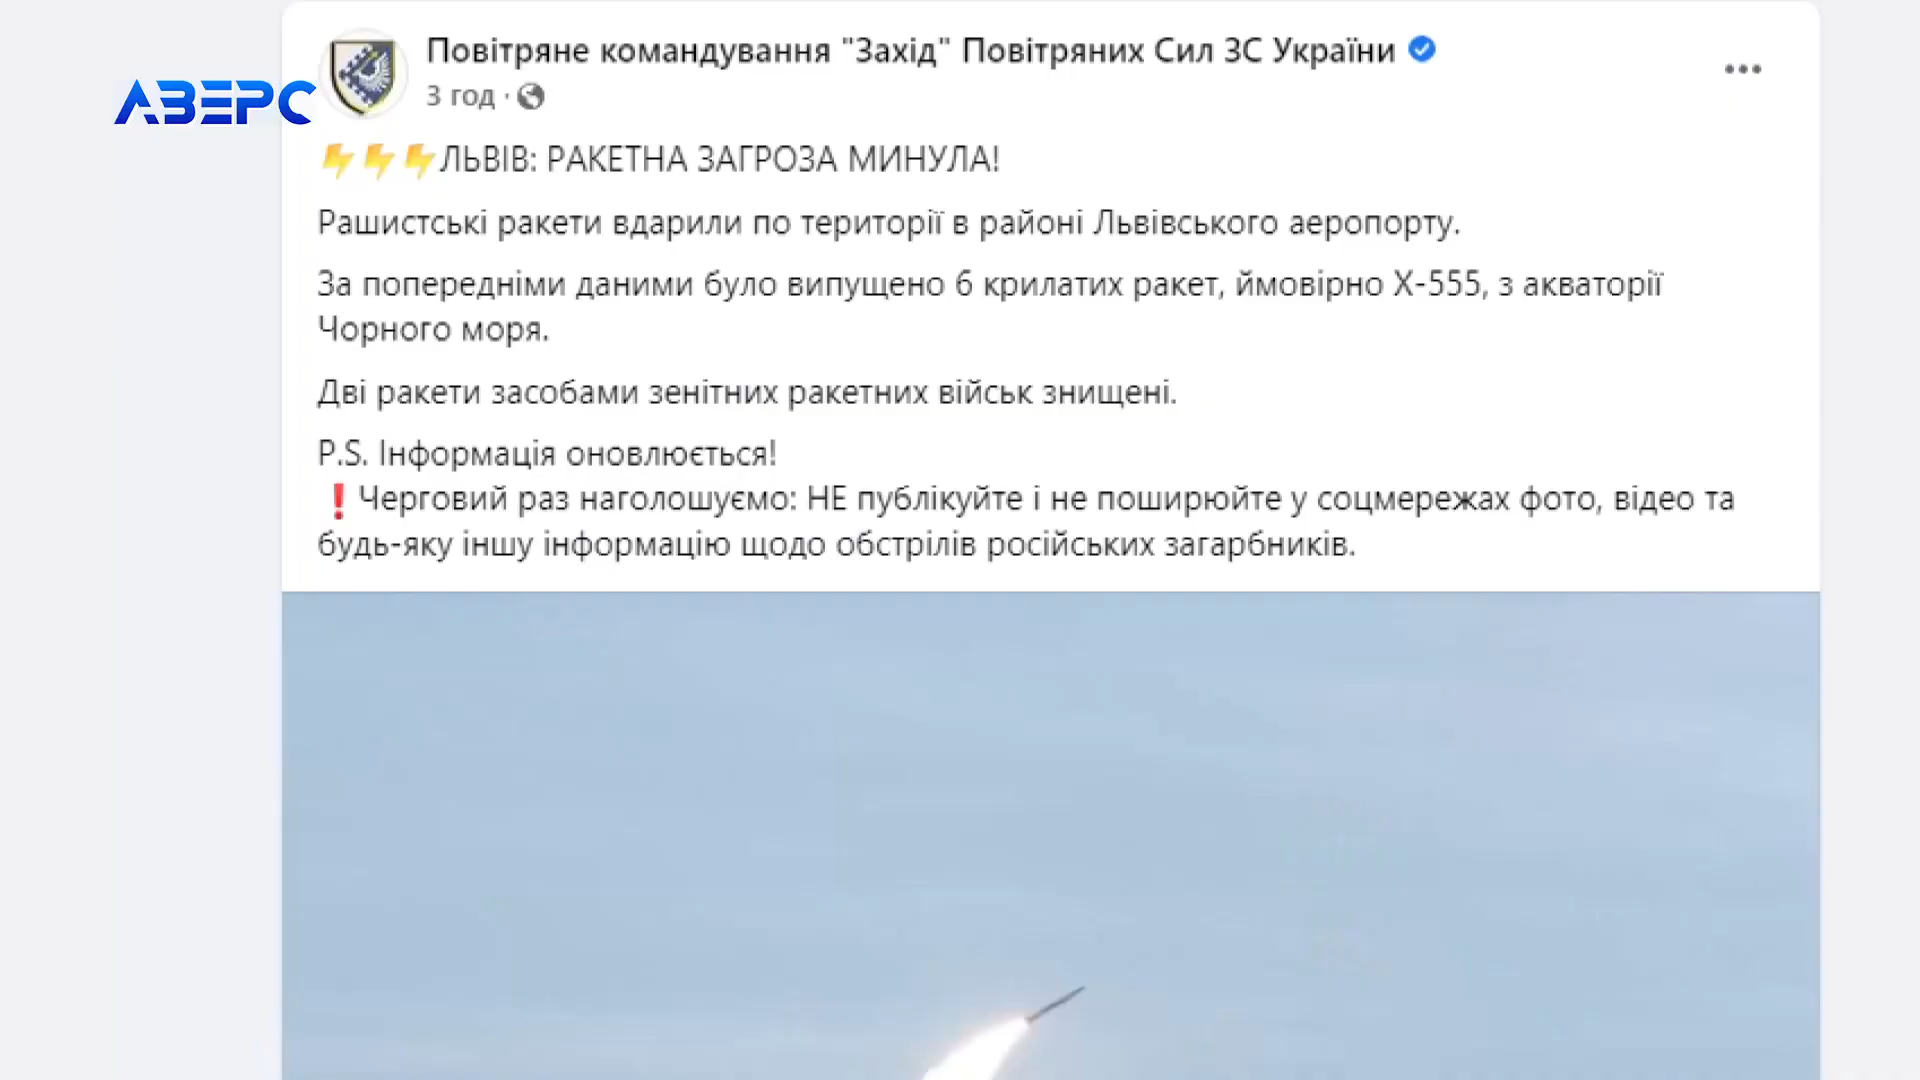 Повітряне командування "Захід" Повітряних Сил ЗС України
АВЕРС
3 год ·
ЛЬВІВ: РАКЕТНА ЗАГРОЗА МИНУЛА!
Рашистські ракети вдарили по території в районі Львівського аеропорту.
За попередніми даними було випущено 6 крилатих ракет, ймовірно Х-555, з акваторії
Чорного моря.
Дві ракети засобами зенітних ракетних військ знищені.
P.S. Інформація оновлюється!
❗Черговий раз наголошуємо: НЕ публікуйте і не поширюйте у соцмережах фото, відео та
будь-яку іншу інформацію щодо обстрілів російських загарбників.